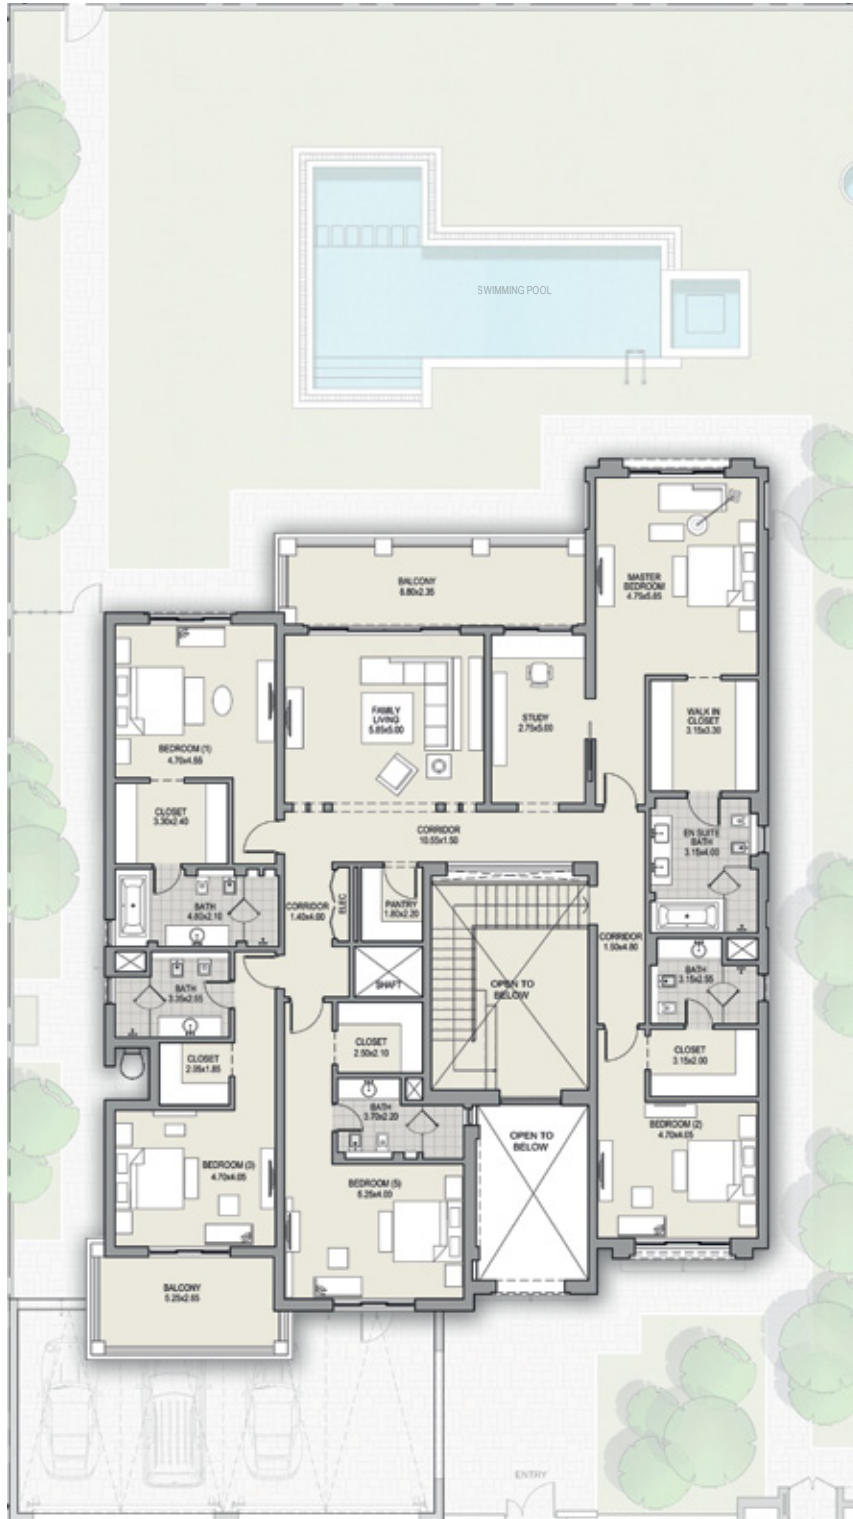 SWIMMING POOL
BALCONY
8.80x2.35
MASTER
BEDROOM
4.75x5.85
FAMILY
LIVING
5.85x5.00
STUDY
2.75x5.00
WALK IN
CLOSET
3.15x3.30
BEDROOM (1)
4.70x4.55
CLOSET
3.30x2.40
CORRIDOR
10.55x1.50
EN SUITE
BATH
3.15x4.00
BATH
4.80x2.10
CORRIDOR
1.40x4.00
ELEC
PANTRY
1.80x2.20
CORRIDOR
1.50x4.80
BATH
3.35x2.55
SHAFT
OPEN TO
BELOW
BATH
3.15x2.55
CLOSET
2.05x1.85
CLOSET
2.50x2.10
CLOSET
3.15x2.00
BATH
3.70x2.20
OPEN TO
BELOW
BEDROOM (2)
4.70x4.05
BEDROOM (3)
4.70x4.05
BEDROOM (5)
6.25x4.00
BALCONY
5.25x2.85
ENTRY